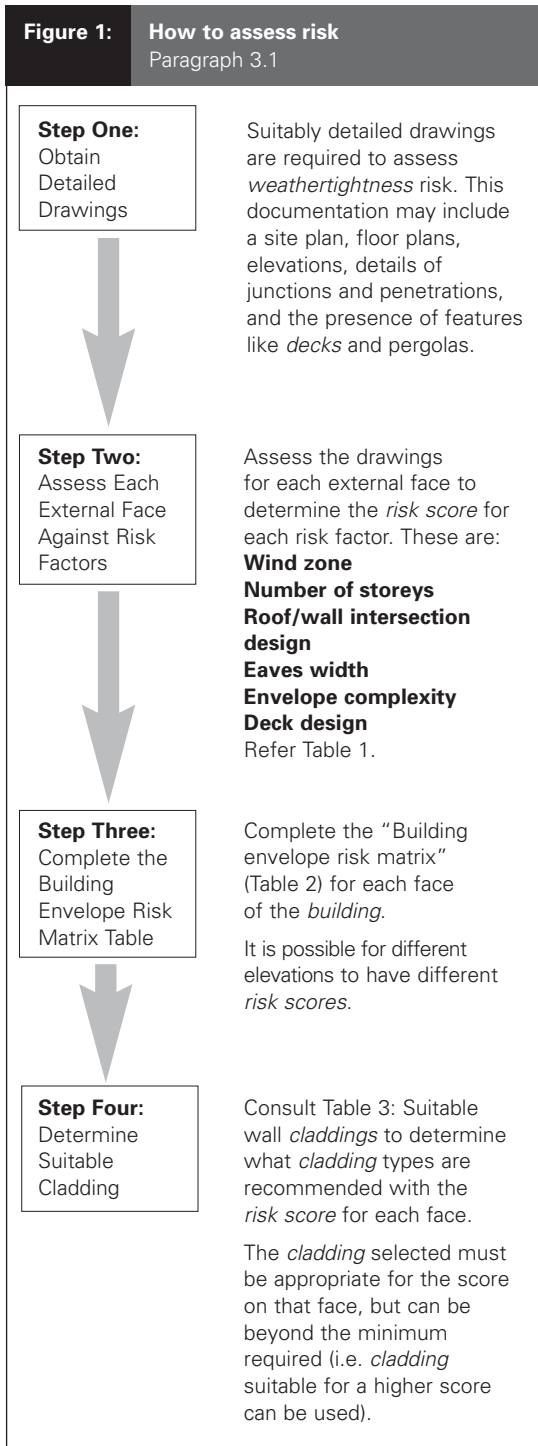 Figure 1:
How to assess risk
Paragraph 3.1
Step One:
Obtain
Detailed
Drawings
Suitably detailed drawings
are required to assess
weathertightness risk. This
documentation may include
a site plan, floor plans,
elevations, details of
junctions and penetrations,
and the presence of features
like decks and pergolas.
Step Two:
Assess Each
External Face
Against Risk
Factors
Assess the drawings
for each external face to
determine the risk score for
each risk factor. These are:
Wind zone
Number of storeys
Roof/wall intersection
design
Eaves width
Envelope complexity
Deck design
Refer Table 1.
Step Three:
Complete the
Building
Envelope Risk
Matrix Table
Complete the “Building
envelope risk matrix”
(Table 2) for each face
of the building.
It is possible for different
elevations to have different
risk scores.
Step Four:
Determine
Suitable
Cladding
Consult Table 3: Suitable
wall claddings to determine
what cladding types are
recommended with the
risk score for each face.
The cladding selected must
be appropriate for the score
on that face, but can be
beyond the minimum
required (i.e. cladding
suitable for a higher score
can be used).